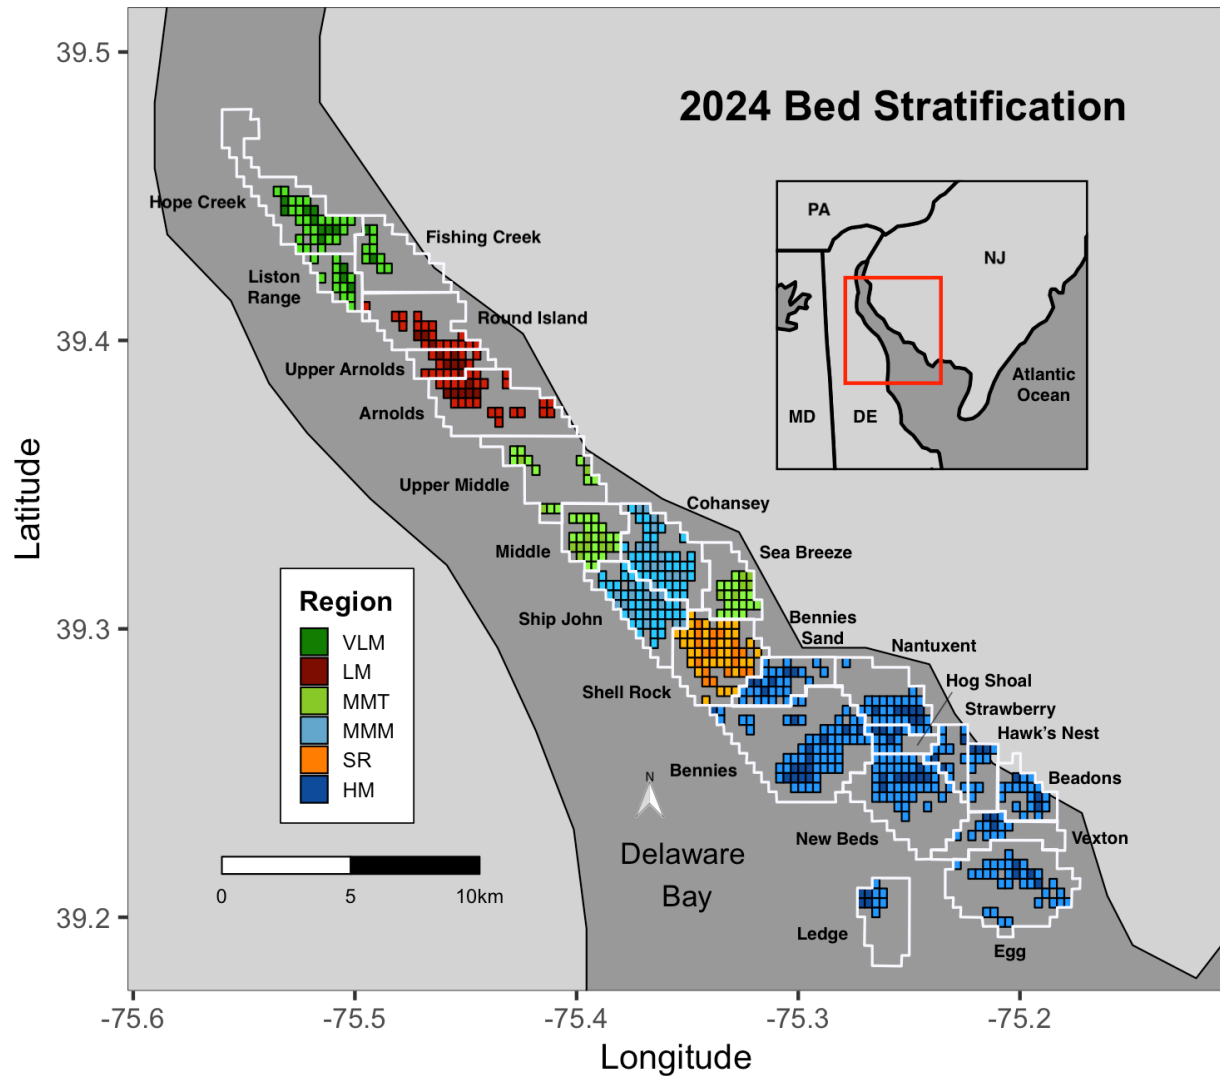 2024 Bed Stratification
39.5
39.4
39.3
39.2
Latitude
PA
NJ
MD
DE
Atlantic
Ocean
Hope Creek
Fishing Creek
Liston
Range
Round Island
Upper Arnolds
Arnolds
Upper Middle
Cohansey
Middle
Sea Breeze
Ship John
Bennies
Sand
Nantuxent
Shell Rock
Hog Shoal
Strawberry
Hawk's Nest
Bennies
Beadons
New Beds
Vexton
Ledge
Egg
Region
VLM
LM
MMT
MMM
SR
HM
N
Delaware
Bay
0
5
10km
-75.6
-75.5
-75.4
-75.3
-75.2
Longitude